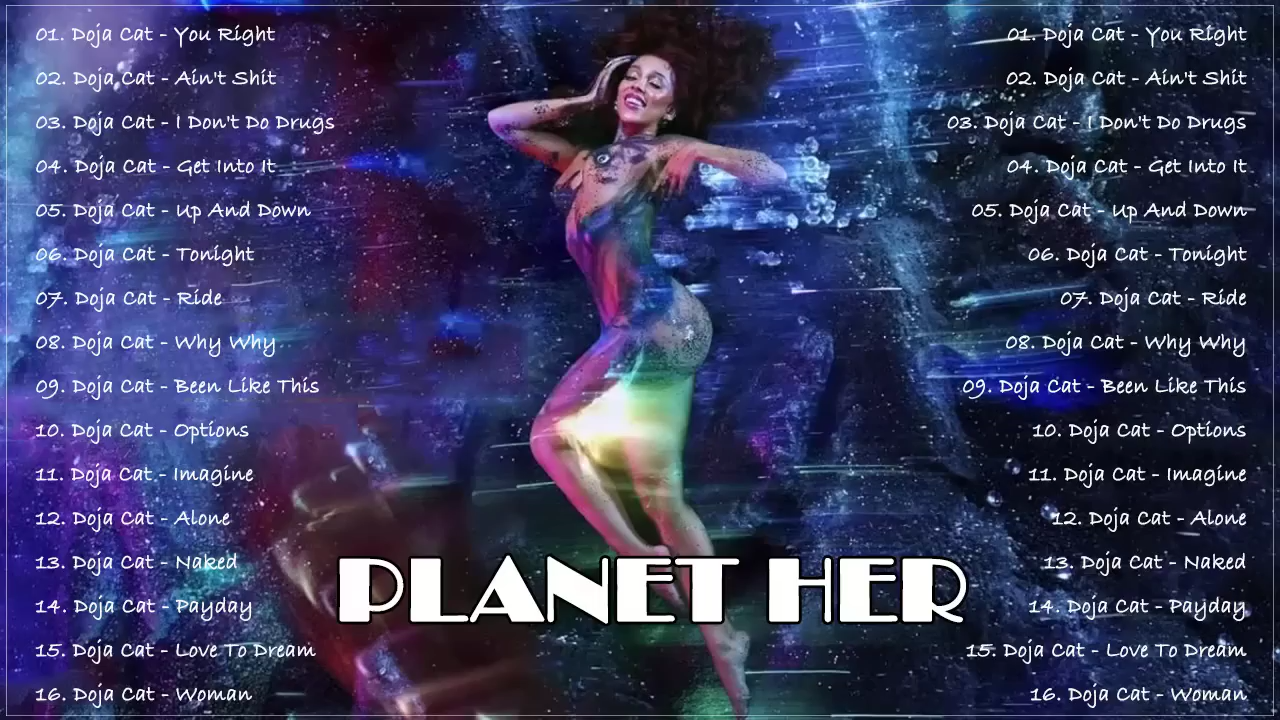 01. Doja Cat - You Right
02. Doja Cat - Ain't Shit
03. Doja Cat - I Don't Do Drugs
04. Doja Cat - Get Into It
05. Doja Cat - Up And Down
06. Doja Cat - Tonight
07. Doja Cat - Ride
08. Doja Cat - Why Why
09. Doja Cat - Been Like This
10. Doja Cat - Options
11. Doja Cat - Imagine
12. Doja Cat - Alone
13. Doja Cat - Naked
14. Doja Cat - Payday
15. Doja Cat - Love To Dream
16. Doja Cat - Woman
PLANET HER
01. Doja Cat - You Right
02. Doja Cat - Ain't Shit
03. Doja Cat - I Don't Do Drugs
04. Doja Cat - Get Into It
05. Doja Cat - Up And Down
06. Doja Cat - Tonight
07. Doja Cat - Ride
08. Doja Cat - Why Why
09. Doja Cat - Been Like This
10. Doja Cat - Options
11. Doja Cat - Imagine
12. Doja Cat - Alone
13. Doja Cat - Naked
14. Doja Cat - Payday
15. Doja Cat - Love To Dream
16. Doja Cat - Woman